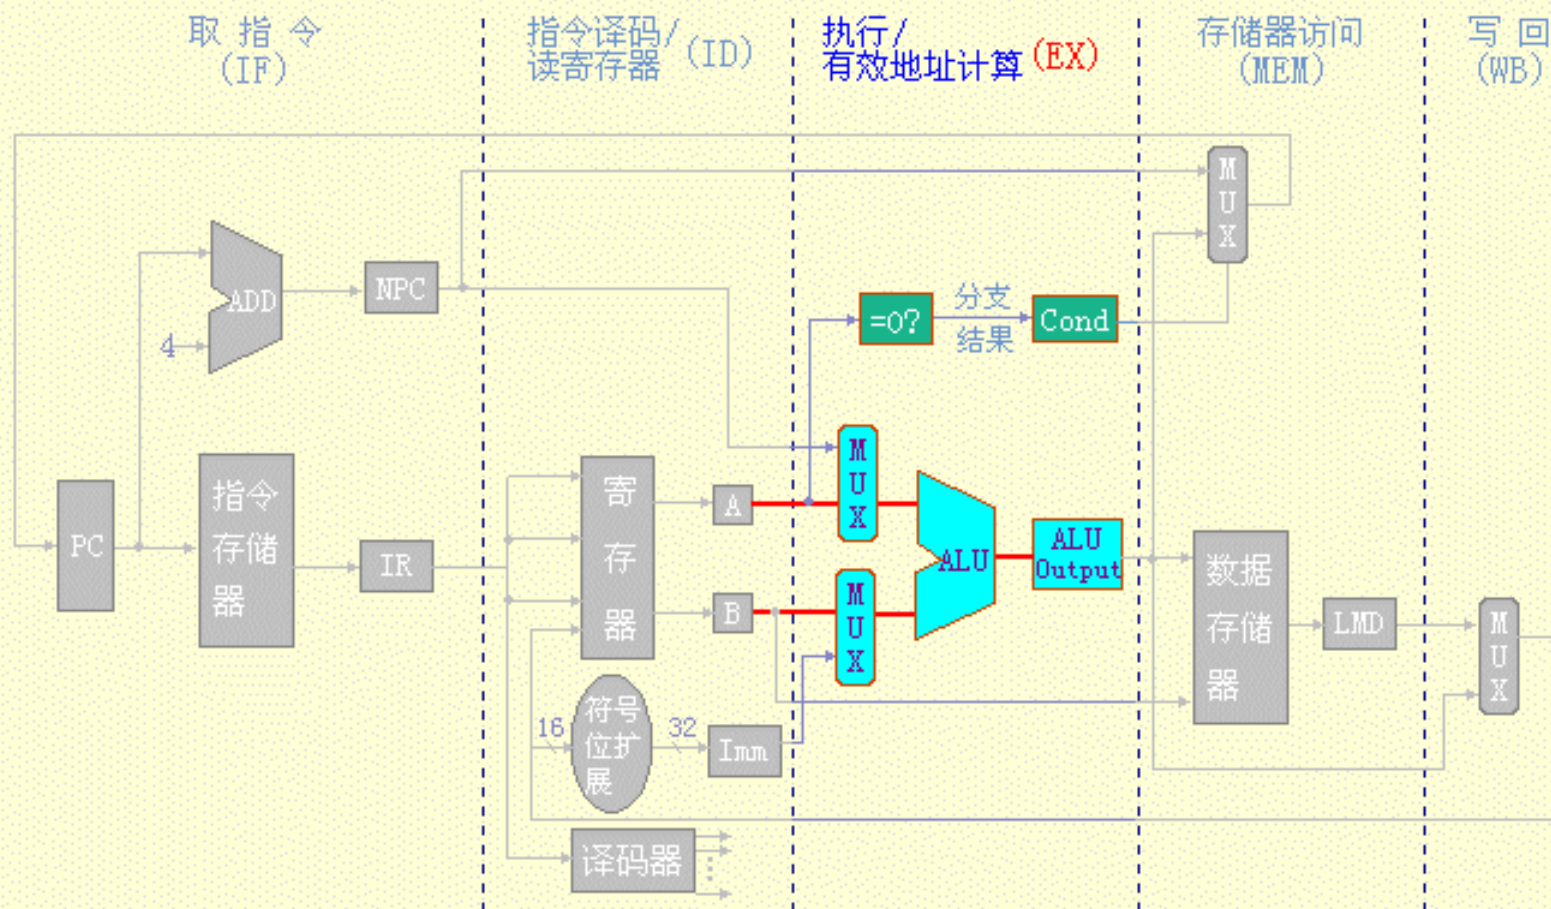 取 指 令
(IF)
指令译码/
读寄存器 (ID)
执行/
有效地址计算 (EX)
存储器访问
(MEM)
写 回
(WB)
M
U
X
ADD
NPC
4
=0?
分支
结果
Cond
M
U
X
PC
指令
存储
器
IR
寄
存
器
A
B
M
U
X
ALU
ALU
Output
数据
存储
器
LMD
M
U
X
符号
位扩
展
16
32
Imm
译码器